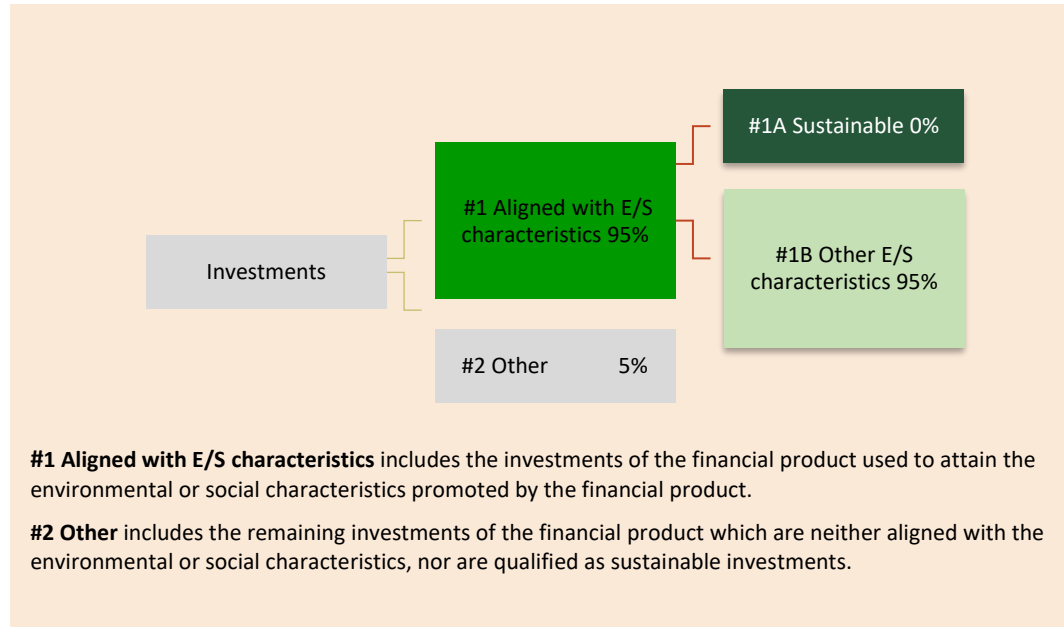 #1A Sustainable 0%
#1 Aligned with E/S
characteristics 95%
#1B Other E/S
characteristics 95%
Investments
#2 Other 5%
#1 Aligned with E/S characteristics includes the investments of the financial product used to attain the
environmental or social characteristics promoted by the financial product.
#2 Other includes the remaining investments of the financial product which are neither aligned with the
environmental or social characteristics, nor are qualified as sustainable investments.